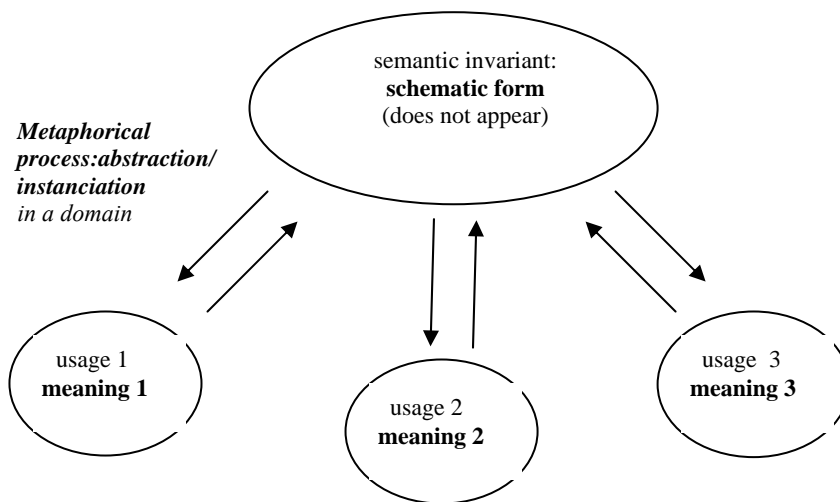 semantic invariant:
schematic form
(does not appear)
Metaphorical
process:abstraction/
instanciation
in a domain
usage 1
meaning 1
usage 2
meaning 2
usage 3
meaning 3